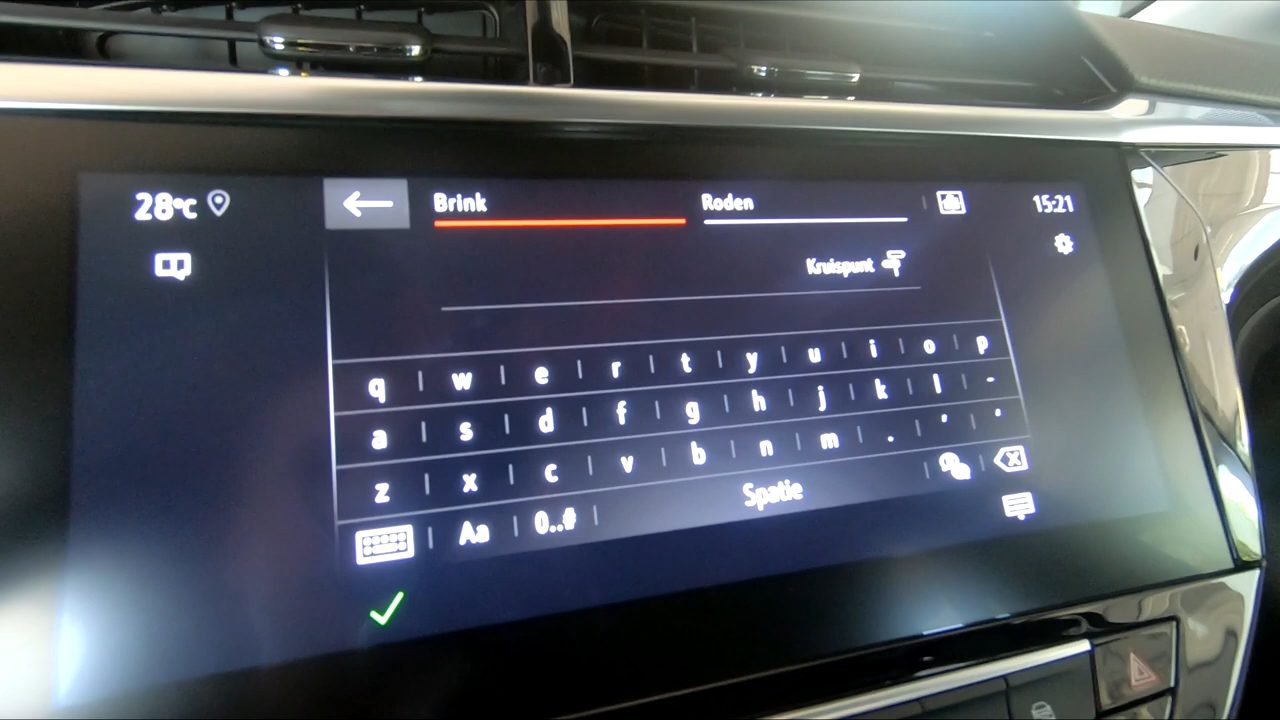 28°C
Brink
Roden
15:21
Kruispunt
q w e r t y u i o p
a s d f g h j k l -
z x c v b n m . , '
Aa 0..# Spatie